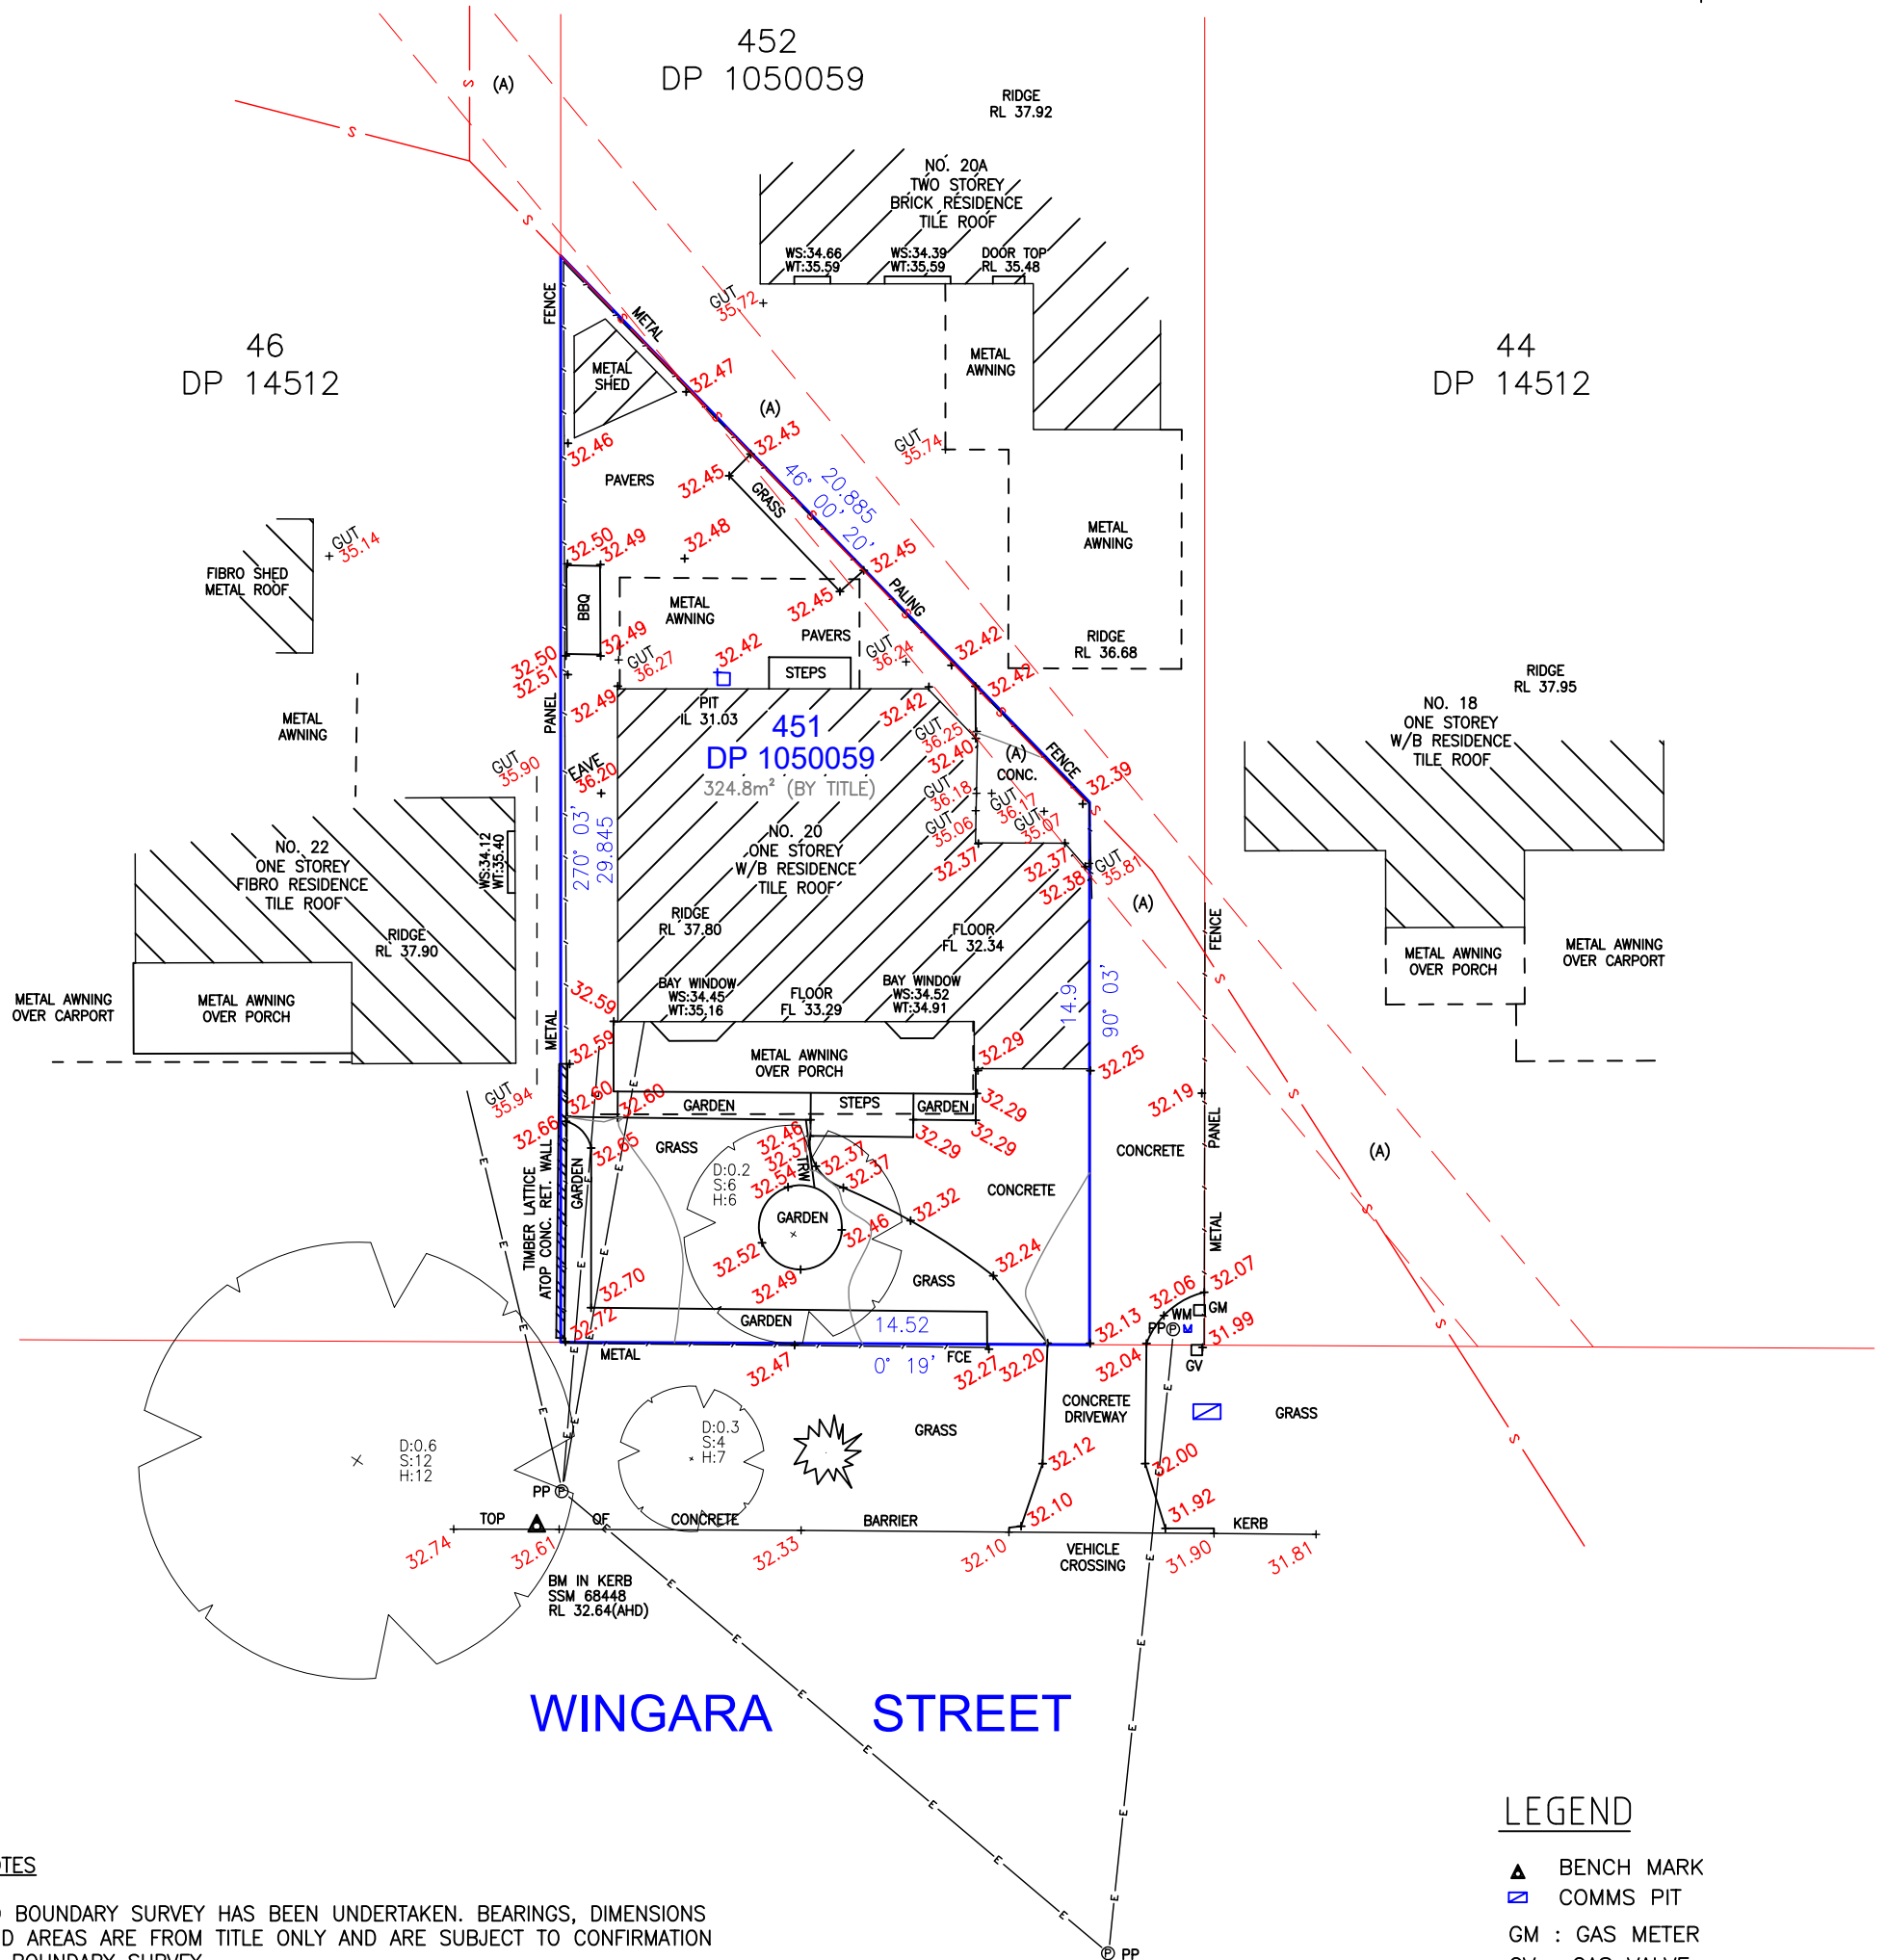 452
DP 1050059
(A)
RIDGE
RL 37.92
NO. 20A
TWO STOREY
BRICK RESIDENCE
TILE ROOF
WS:34.66
WT:35.59
WS:34.39
WT:35.59
DOOR TOP
RL 35.48
S
S
S
FENCE
METAL
GUT
35.72
46
DP 14512
44
DP 14512
METAL
SHED
METAL
AWNING
32.47
(A)
32.43
32.46
PAVERS
32.45
GRASS
20.885
46° 00' 20'
GUT
35.74
32.48
32.50
32.49
32.45
METAL
AWNING
GUT
35.14
FIBRO SHED
METAL ROOF
BBQ
METAL
AWNING
32.45
PALING
PAVERS
32.49
32.50
32.51
GUT
36.27
32.42
STEPS
GUT
36.24
32.42
RIDGE
RL 36.68
32.42
RIDGE
RL 37.95
32.49
PIT
IL 31.03
32.42
METAL
AWNING
PANEL
451
DP 1050059
324.8m² (BY TITLE)
GUT
36.25
32.40
(A)
CONC.
FENCE
32.39
NO. 18
ONE STOREY
W/B RESIDENCE
TILE ROOF
GUT
35.90
EAVE
36.20
GUT
36.18
GUT
36.17
GUT
35.06
GUT
35.07
270° 03'
29.845
WS:34.12
WT:35.40
NO. 22
ONE STOREY
FIBRO RESIDENCE
TILE ROOF
NO. 20
ONE STOREY
W/B RESIDENCE
TILE ROOF
32.37
32.37
32.38
GUT
35.81
(A)
RIDGE
RL 37.90
RIDGE
RL 37.80
FLOOR
FL 32.34
FENCE
METAL AWNING
OVER PORCH
METAL AWNING
OVER CARPORT
METAL AWNING
OVER CARPORT
METAL AWNING
OVER PORCH
32.59
BAY WINDOW
WS:34.45
WT:35.16
FLOOR
FL 33.29
BAY WINDOW
WS:34.52
WT:34.91
14.9
90° 03'
METAL
32.59
METAL AWNING
OVER PORCH
32.29
32.25
GUT
35.94
32.60
32.60
GARDEN
STEPS
GARDEN
32.29
32.19
PANEL
32.66
32.65
GRASS
32.46
32.37
32.54
TRW
32.37
32.37
32.29
32.29
CONCRETE
(A)
TIMBER LATTICE
ATOP CONC. RET. WALL
GARDEN
D:0.2
S:6
H:6
GARDEN
32.46
32.32
CONCRETE
METAL
32.52
32.49
32.24
GRASS
32.70
32.72
GARDEN
14.52
32.13
32.06
32.07
WM
GM
PP
31.99
METAL
32.47
0° 19'
FCE
32.27
32.20
32.04
GV
D:0.3
S:4
H:7
GRASS
CONCRETE
DRIVEWAY
GRASS
D:0.6
S:12
H:12
32.12
32.00
PP
32.10
31.92
TOP OF CONCRETE BARRIER KERB
32.74
32.61
32.33
32.10
VEHICLE
CROSSING
31.90
31.81
BM IN KERB
SSM 68448
RL 32.64(AHD)
WINGARA STREET
LEGEND
BENCH MARK
COMMS PIT
GM : GAS METER
BOUNDARY SURVEY HAS BEEN UNDERTAKEN. BEARINGS, DIMENSIONS
AREAS ARE FROM TITLE ONLY AND ARE SUBJECT TO CONFIRMATION
BOUNDARY SURVEY
PP